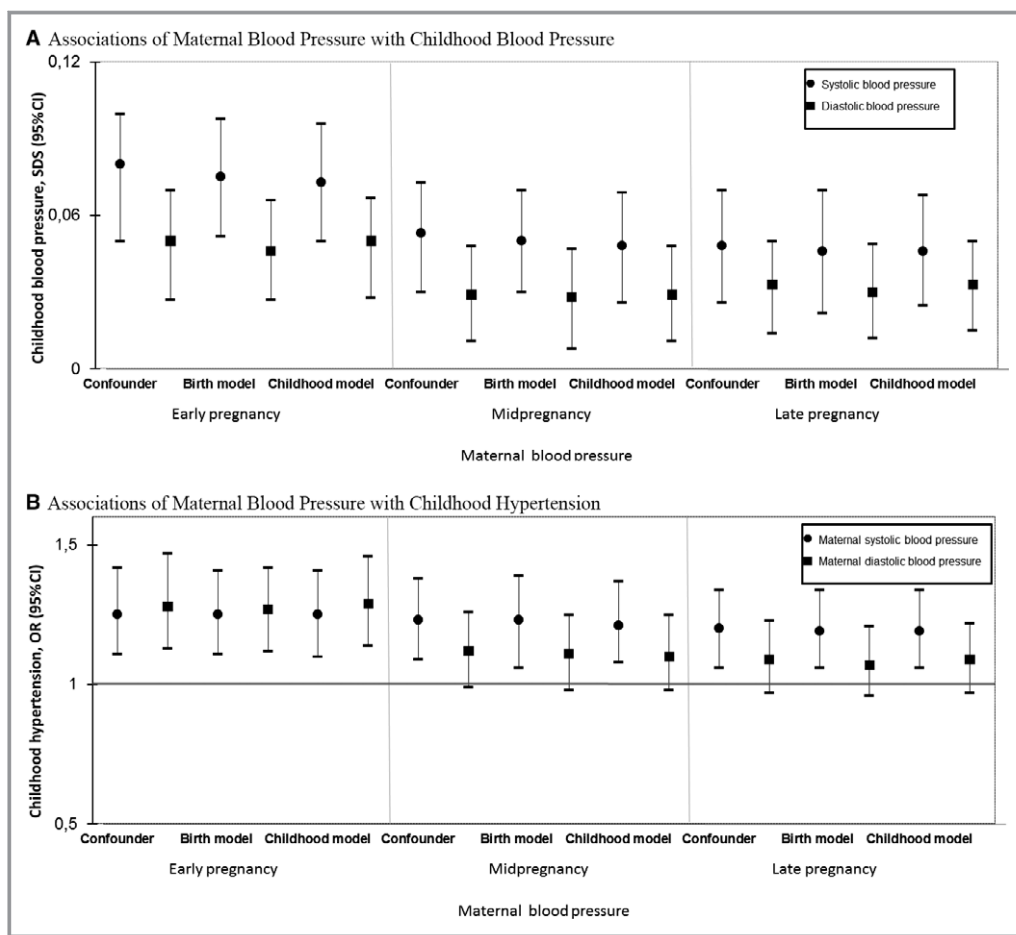 A Associations of Maternal Blood Pressure with Childhood Blood Pressure
0,12
Systolic blood pressure
Diastolic blood pressure
Childhood blood pressure, SDS (95%CI)
0,06
0
Confounder Birth model Childhood model Confounder Birth model Childhood model Confounder Birth model Childhood model
Early pregnancy Midpregnancy Late pregnancy
Maternal blood pressure
B Associations of Maternal Blood Pressure with Childhood Hypertension
1,5
Maternal systolic blood pressure
Maternal diastolic blood pressure
Childhood hypertension, OR (95%CI)
1
0,5
Confounder Birth model Childhood model Confounder Birth model Childhood model Confounder Birth model Childhood model
Early pregnancy Midpregnancy Late pregnancy
Maternal blood pressure